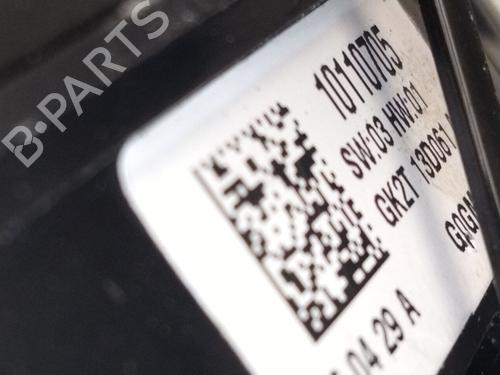 B-PARTS
10110705
SW:03 HW:01
GK2T 13D061
04 29 A